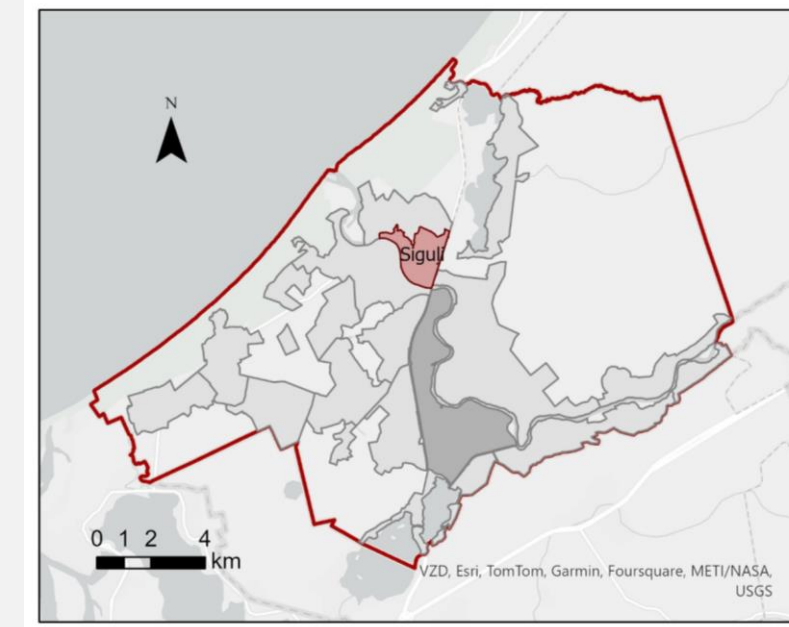 N
Siguļi
0 1 2 4
km
VZD, Esri, TomTom, Garmin, Foursquare, METI/NASA,
USGS